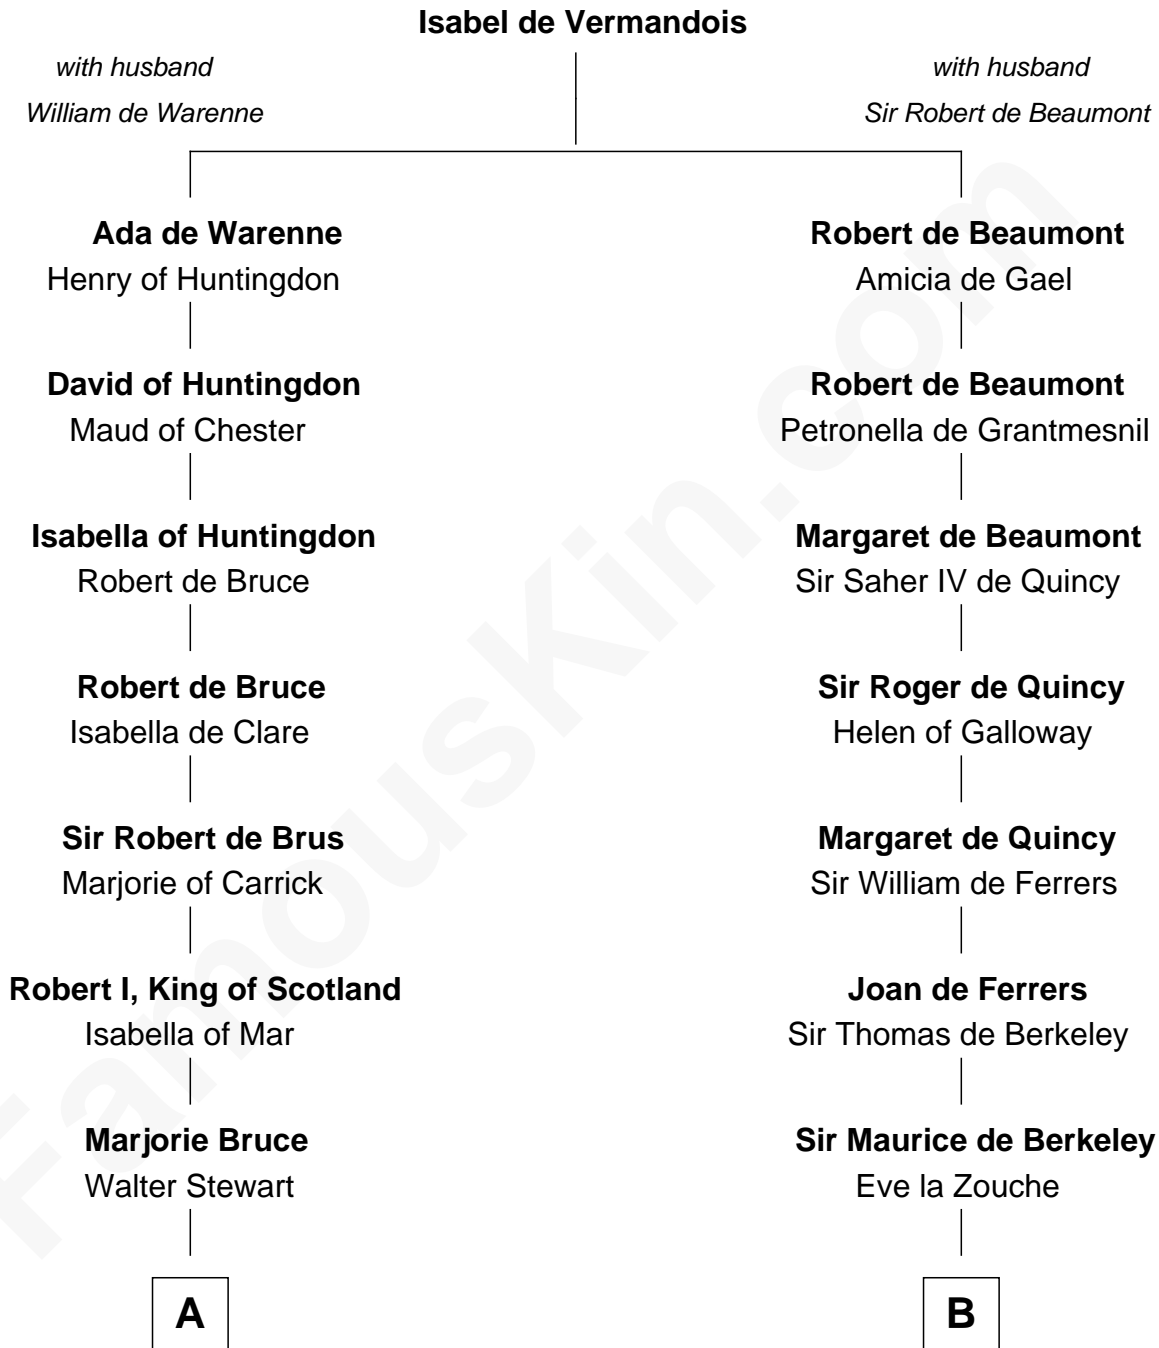 Isabel de Vermandois
with husband
William de Warenne
with husband
Sir Robert de Beaumont
Ada de Warenne
Henry of Huntingdon
David of Huntingdon
Maud of Chester
Isabella of Huntingdon
Robert de Bruce
Robert de Bruce
Isabella de Clare
Sir Robert de Brus
Marjorie of Carrick
Robert I, King of Scotland
Isabella of Mar
Marjorie Bruce
Walter Stewart
A
Robert de Beaumont
Amicia de Gael
Robert de Beaumont
Petronella de Grantmesnil
Margaret de Beaumont
Sir Saher IV de Quincy
Sir Roger de Quincy
Helen of Galloway
Margaret de Quincy
Sir William de Ferrers
Joan de Ferrers
Sir Thomas de Berkeley
Sir Maurice de Berkeley
Eve la Zouche
B
FamousKin.com